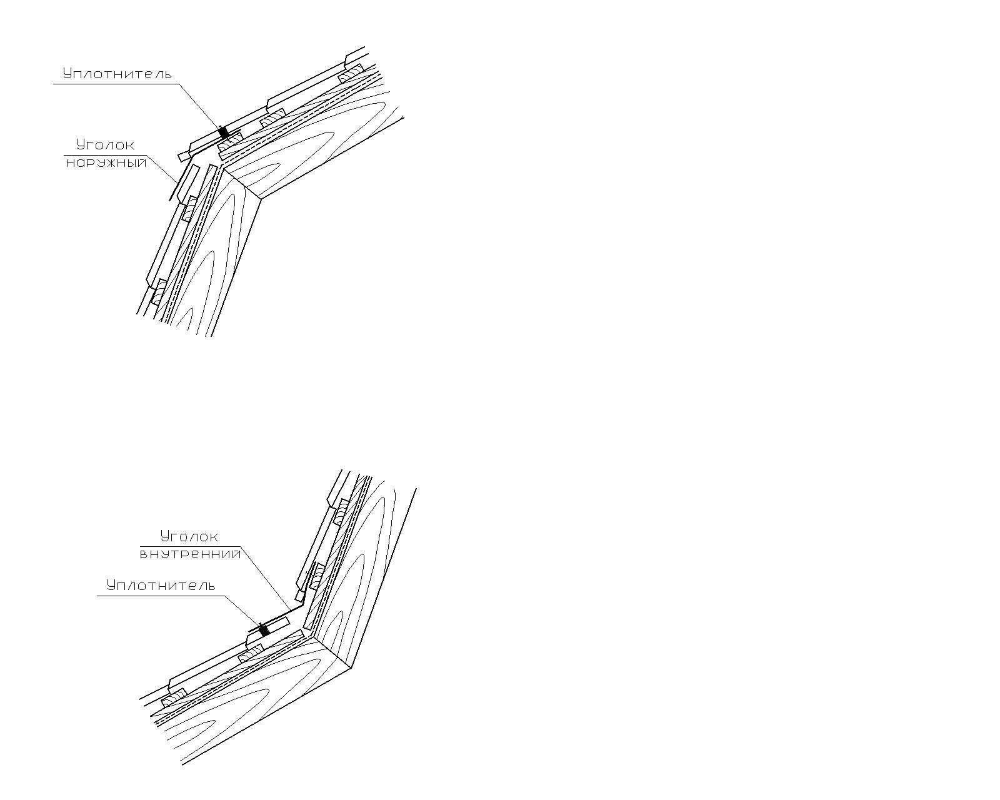 Уплотнитель
Уголок
наружный
Уголок
внутренний
Уплотнитель